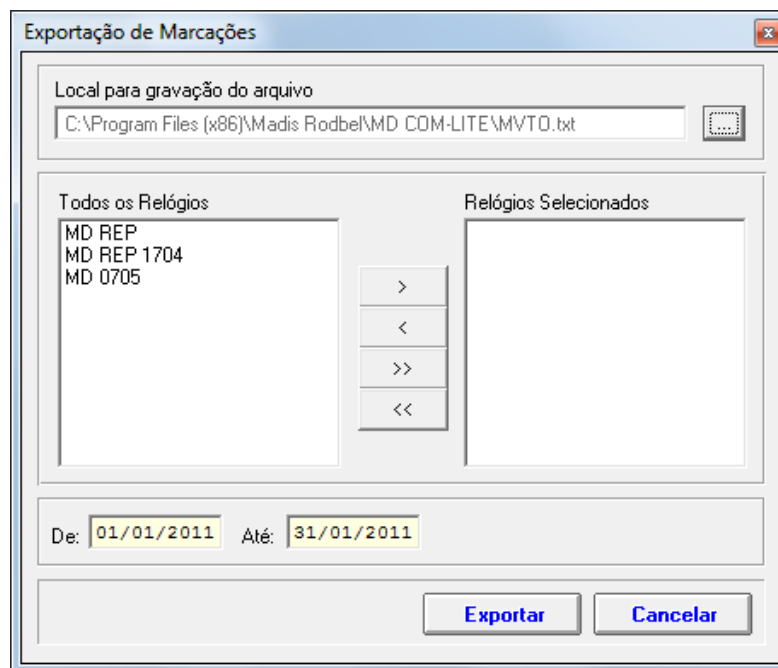 Exportação de Marcações
Local para gravação do arquivo
C:\Program Files (x86)\Madis Rodbel\MD COM-LITE\MVTO.txt
...
Todos os Relógios
Relógios Selecionados
MD REP
MD REP 1704
MD 0705
>
<
>>
<<
De: 01/01/2011 Até: 31/01/2011
Exportar Cancelar